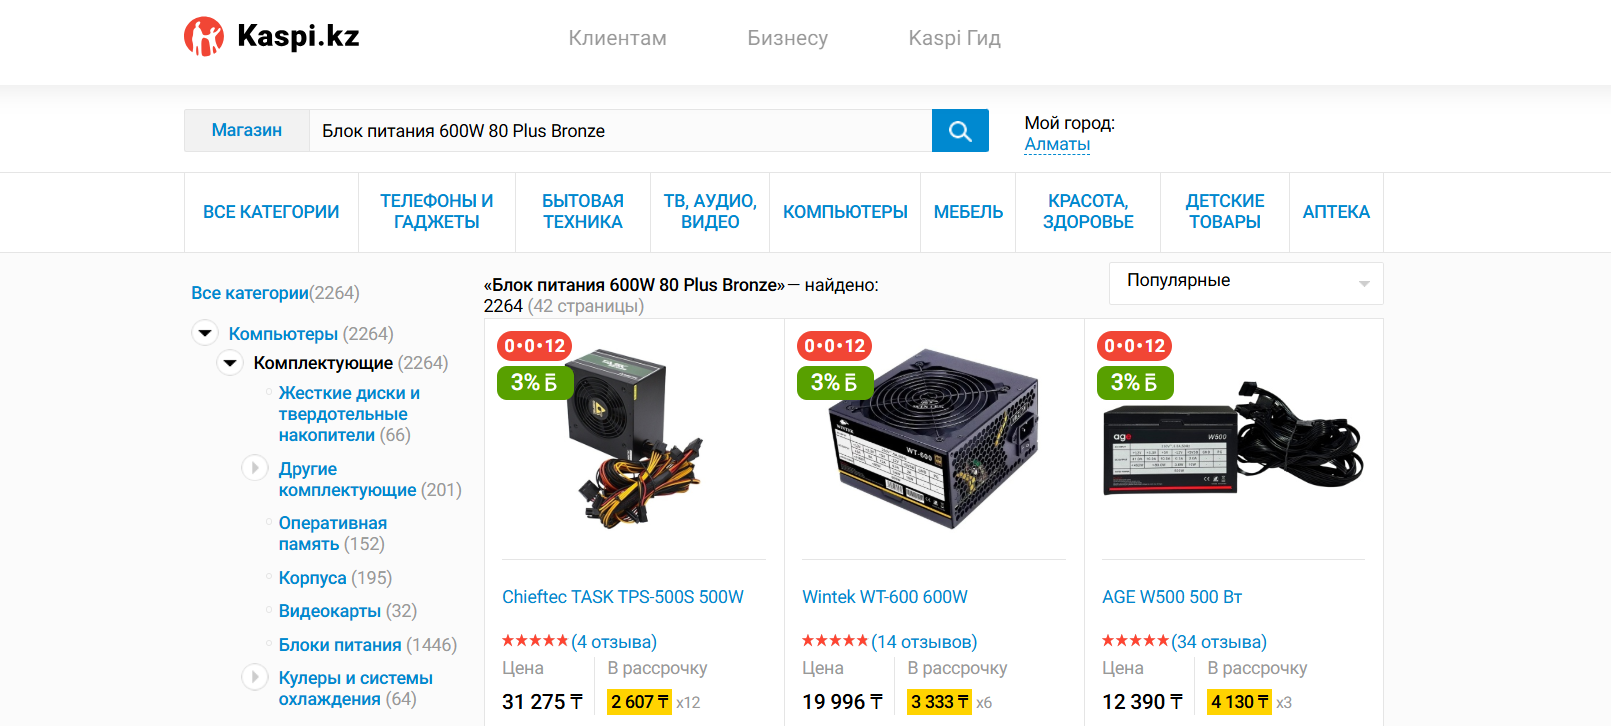 Kaspi.kz
Клиентам
Бизнесу
Kaspi Гид
Магазин
Блок питания 600W 80 Plus Bronze
Мой город:
Алматы
ВСЕ КАТЕГОРИИ
ТЕЛЕФОНЫ И
ГАДЖЕТЫ
БЫТОВАЯ
ТЕХНИКА
ТВ, АУДИО,
ВИДЕО
КОМПЬЮТЕРЫ
МЕБЕЛЬ
КРАСОТА,
ЗДОРОВЬЕ
ДЕТСКИЕ
ТОВАРЫ
АПТЕКА
Все категории(2264)
Компьютеры (2264)
Комплектующие (2264)
Жесткие диски и
твердотельные
накопители (66)
Другие
комплектующие (201)
Оперативная
память (152)
Корпуса (195)
Видеокарты (32)
Блоки питания (1446)
Кулеры и системы
охлаждения (64)
«Блок питания 600W 80 Plus Bronze»— найдено:
2264 (42 страницы)
Популярные
0•0•12
3% Б
Chieftec TASK TPS-500S 500W
(4 отзыва)
Цена
В рассрочку
31 275 ₸
2 607 ₸ x12
0•0•12
3% Б
WINTEK
WT-600
Wintek WT-600 600W
(14 отзывов)
Цена
В рассрочку
19 996 ₸
3 333 ₸ x6
0•0•12
3% Б
age
W500
AGE W500 500 Вт
(34 отзыва)
Цена
В рассрочку
12 390 ₸
4 130 ₸ x3